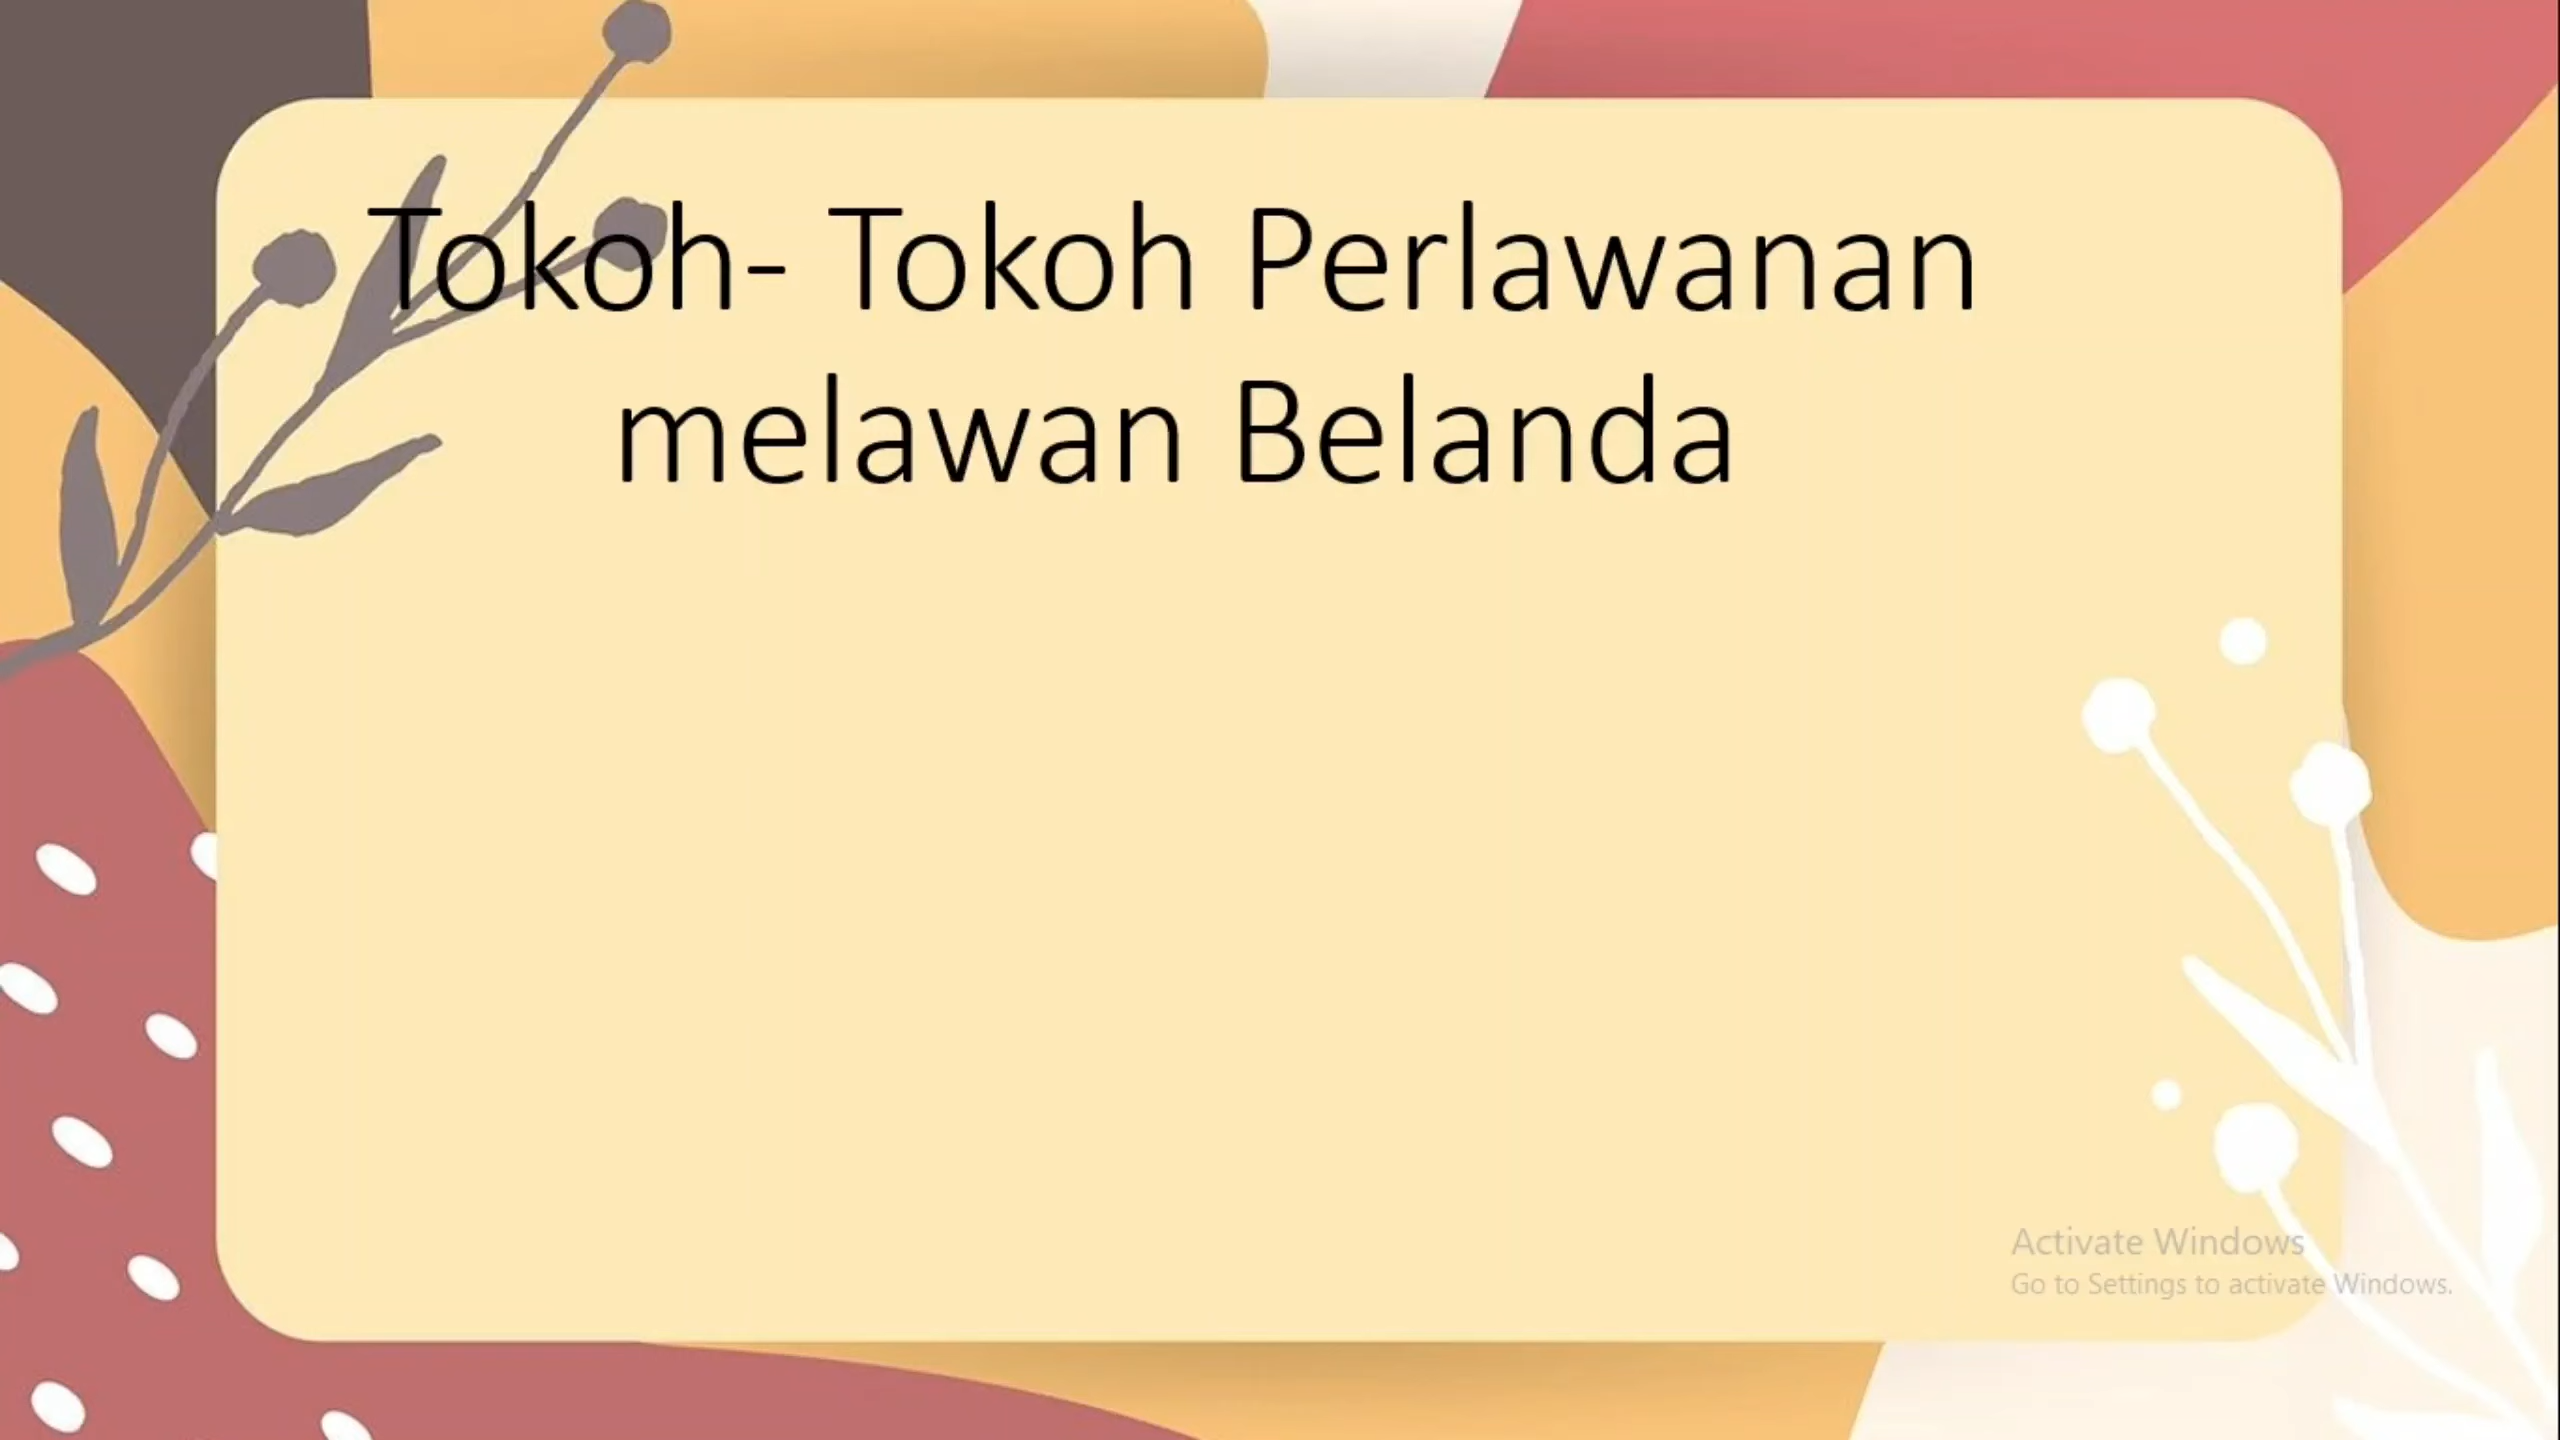 Tokoh- Tokoh Perlawanan
melawan Belanda
Activate Windows
Go to Settings to activate Windows.